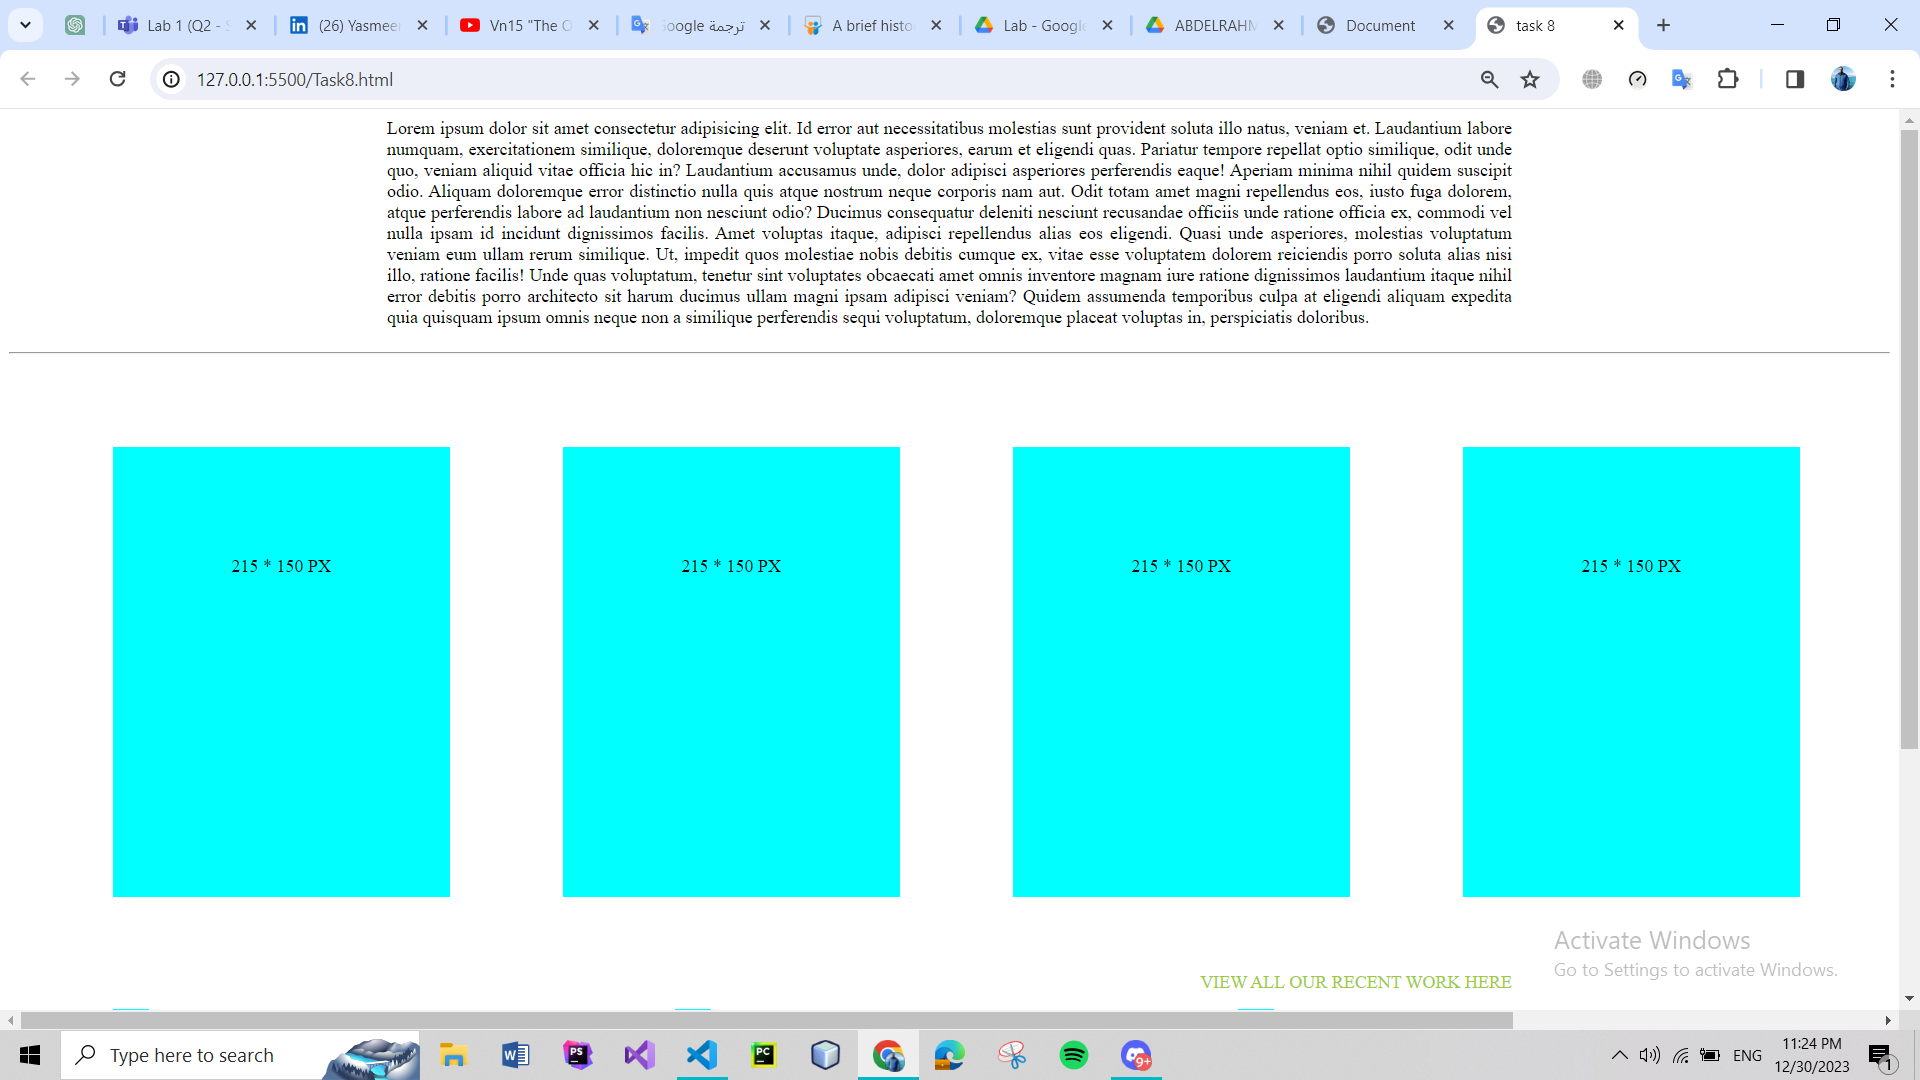 Lab 1 (Q2 - S
(26) Yasmeen
Vn15 "The O
ترجمة Google
A brief histo
Lab - Google
ABDELRAHM
Document
task 8
127.0.0.1:5500/Task8.html
Lorem ipsum dolor sit amet consectetur adipisicing elit. Id error aut necessitatibus molestias sunt provident soluta illo natus, veniam et. Laudantium labore
numquam, exercitationem similique, doloremque deserunt voluptate asperiores, earum et eligendi quas. Pariatur tempore repellat optio similique, odit unde
quo, veniam aliquid vitae officia hic in? Laudantium accusamus unde, dolor adipisci asperiores perferendis eaque! Aperiam minima nihil quidem suscipit
odio. Aliquam doloremque error distinctio nulla quis atque nostrum neque corporis nam aut. Odit totam amet magni repellendus eos, iusto fuga dolorem,
atque perferendis labore ad laudantium non nesciunt odio? Ducimus consequatur deleniti nesciunt recusandae officiis unde ratione officia ex, commodi vel
nulla ipsam id incidunt dignissimos facilis. Amet voluptas itaque, adipisci repellendus alias eos eligendi. Quasi unde asperiores, molestias voluptatum
veniam eum ullam rerum similique. Ut, impedit quos molestiae nobis debitis cumque ex, vitae esse voluptatem dolorem reiciendis porro soluta alias nisi
illo, ratione facilis! Unde quas voluptatum, tenetur sint voluptates obcaecati amet omnis inventore magnam iure ratione dignissimos laudantium itaque nihil
error debitis porro architecto sit harum ducimus ullam magni ipsam adipisci veniam? Quidem assumenda temporibus culpa at eligendi aliquam expedita
quia quisquam ipsum omnis neque non a similique perferendis sequi voluptatum, doloremque placeat voluptas in, perspiciatis doloribus.
215 * 150 PX
215 * 150 PX
215 * 150 PX
215 * 150 PX
VIEW ALL OUR RECENT WORK HERE
Activate Windows
Go to Settings to activate Windows.
Type here to search
ENG
11:24 PM
12/30/2023